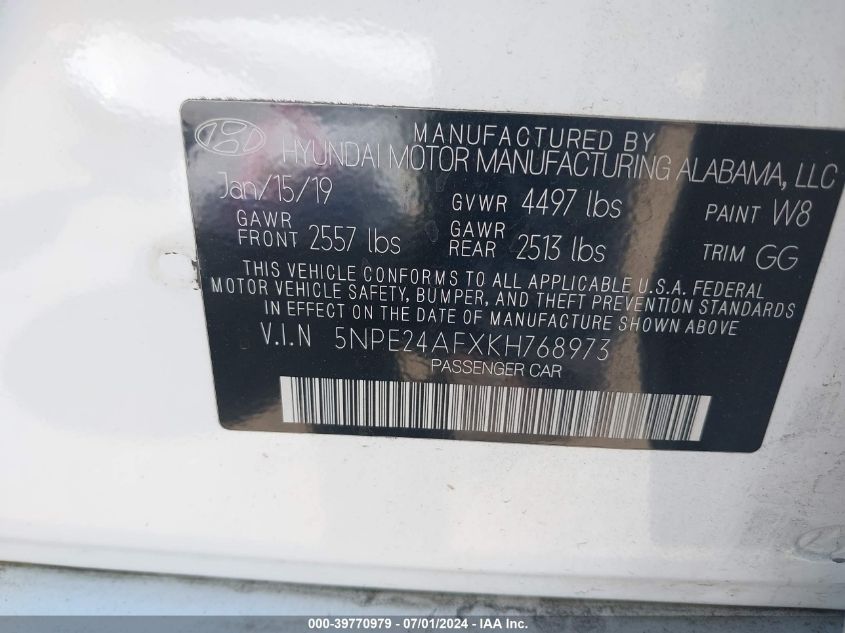 MANUFACTURED BY
HYUNDAI MOTOR MANUFACTURING ALABAMA, LLC
Jan/15/19 GVWR 4497 lbs PAINT W8
GAWR FRONT 2557 lbs GAWR REAR 2513 lbs TRIM GG
THIS VEHICLE CONFORMS TO ALL APPLICABLE U.S.A. FEDERAL
MOTOR VEHICLE SAFETY, BUMPER, AND THEFT PREVENTION STANDARDS
IN EFFECT ON THE DATE OF MANUFACTURE SHOWN ABOVE
V.I.N 5NPE24AFXKH768973
PASSENGER CAR
000-39770979 - 07/01/2024 - IAA Inc.